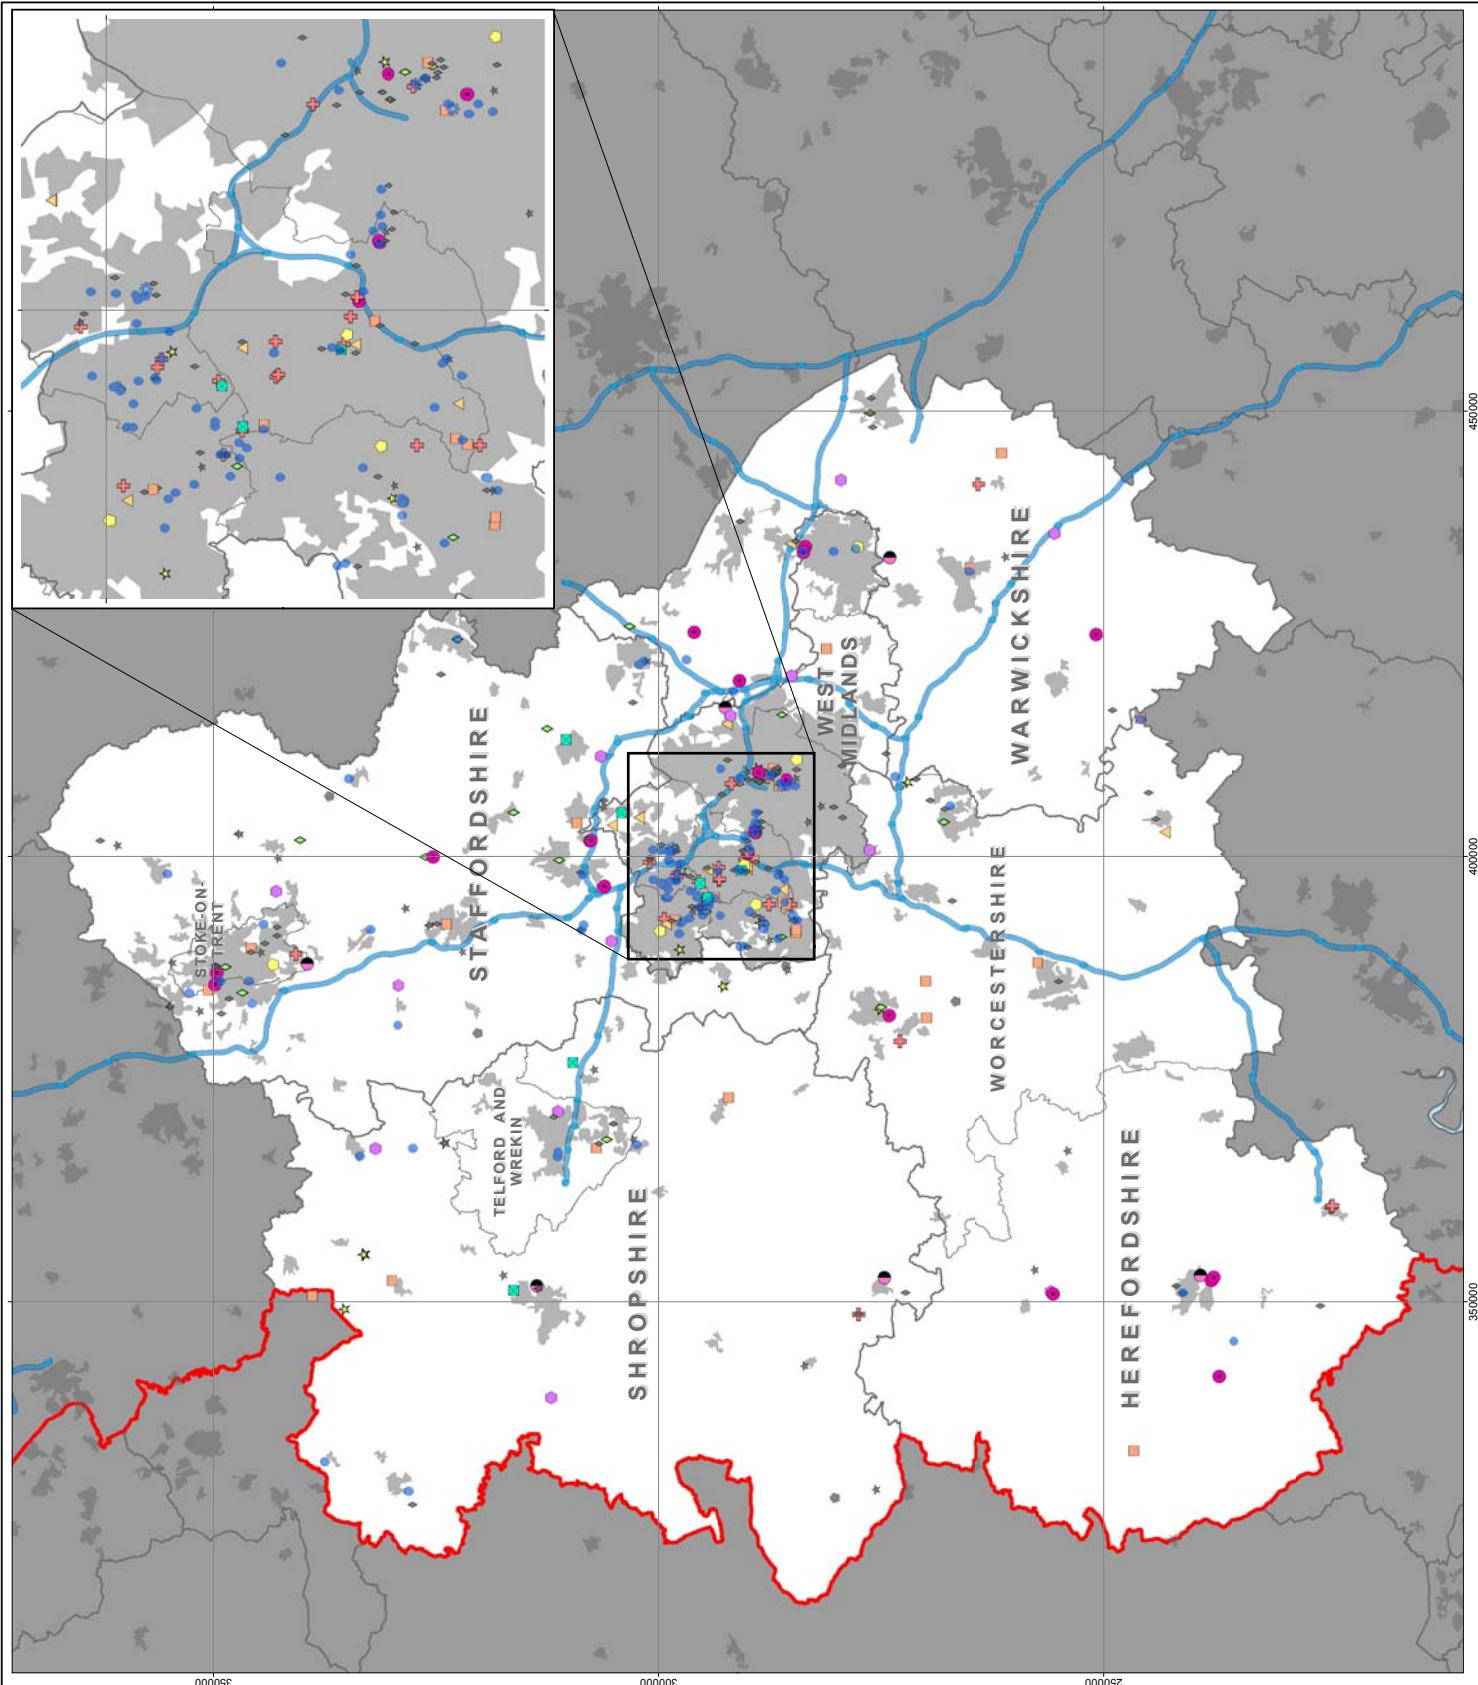 STOKE-ON-
TRENT
STAFFORDSHIRE
TELFORD AND
WREKIN
SHROPSHIRE
WEST
MIDLANDS
WARWICKSHIRE
WORCESTERSHIRE
HEREFORDSHIRE
450000
400000
350000
350000
300000
250000